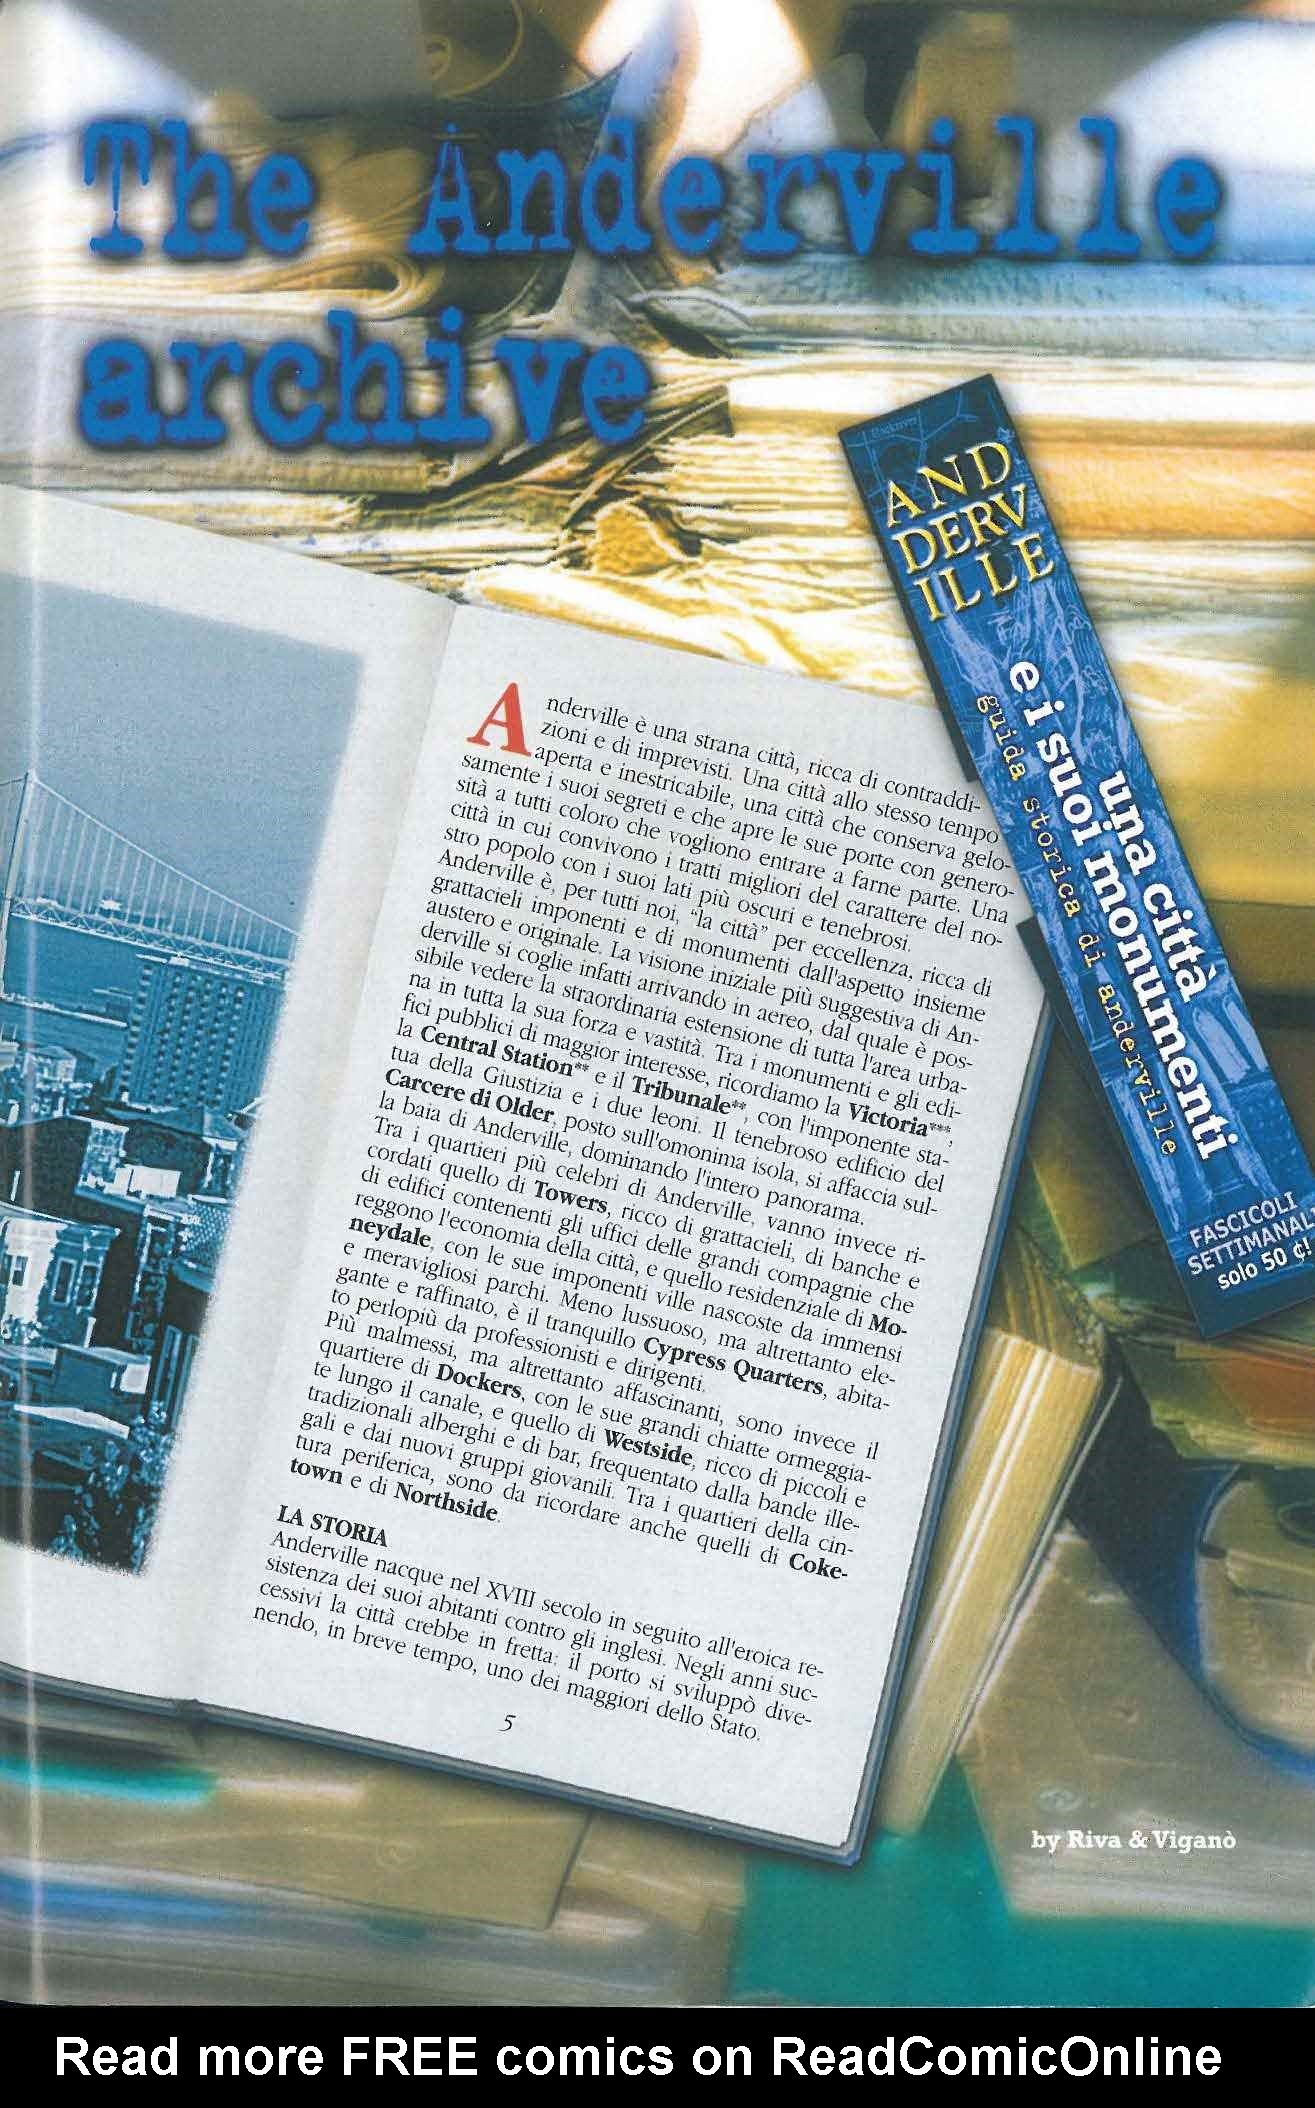 The Anderville
archive
AND
DERV
ILLE
una città
e i suoi monumenti
guida storica di anderville
FASCICOLI
SETTIMANALI
solo 50 ¢!
Anderville è una strana città, ricca di contraddi-
zioni e di imprevisti. Una città allo stesso tempo
aperta e inestricabile, una città che conserva gelo-
samente i suoi segreti e che apre le sue porte con genero-
sità a tutti coloro che vogliono entrare a farne parte. Una
città in cui convivono i tratti migliori del carattere del no-
stro popolo con i suoi lati più oscuri e tenebrosi.
Anderville è, per tutti noi, "la città" per eccellenza, ricca di
grattacieli imponenti e di monumenti dall'aspetto insieme
austero e originale. La visione iniziale più suggestiva di An-
derville si coglie infatti arrivando in aereo, dal quale è pos-
sibile vedere la straordinaria estensione di tutta l'area urba-
na in tutta la sua forza e vastità. Tra i monumenti e gli edi-
fici pubblici di maggior interesse, ricordiamo la Victoria***,
la Central Station** e il Tribunale**, con l'imponente sta-
tua della Giustizia e i due leoni. Il tenebroso edificio del
Carcere di Older, posto sull'omonima isola, si affaccia sul-
la baia di Anderville, dominando l'intero panorama.
Tra i quartieri più celebri di Anderville, vanno invece ri-
cordati quello di Towers, ricco di grattacieli, di banche e
di edifici contenenti gli uffici delle grandi compagnie che
reggono l'economia della città, e quello residenziale di Mo-
neydale, con le sue imponenti ville nascoste da immensi
e meravigliosi parchi. Meno lussuoso, ma altrettanto ele-
gante e raffinato, è il tranquillo Cypress Quarters, abita-
to perlopiù da professionisti e dirigenti.
Più malmessi, ma altrettanto affascinanti, sono invece il
quartiere di Dockers, con le sue grandi chiatte ormeggia-
te lungo il canale, e quello di Westside, ricco di piccoli e
tradizionali alberghi e di bar, frequentato dalla bande ille-
gali e dai nuovi gruppi giovanili. Tra i quartieri della cin-
tura periferica, sono da ricordare anche quelli di Coke-
town e di Northside.
LA STORIA
Anderville nacque nel XVIII secolo in seguito all'eroica re-
sistenza dei suoi abitanti contro gli inglesi. Negli anni suc-
cessivi la città crebbe in fretta: il porto si sviluppò dive-
nendo, in breve tempo, uno dei maggiori dello Stato.
5
by Riva & Viganò
Read more FREE comics on ReadComicOnline